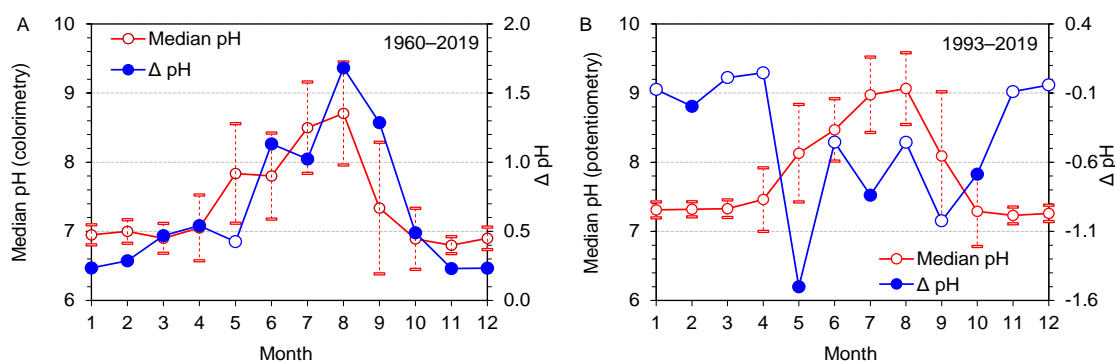 A
Median pH (colorimetry)
10
9
8
7
6
Median pH
Δ pH
1960–2019
2.0
1.5
1.0
0.5
0.0
Δ pH
1 2 3 4 5 6 7 8 9 10 11 12
Month
B
Median pH (potentiometry)
10
9
8
7
6
1993–2019
Median pH
Δ pH
0.4
-0.1
-0.6
-1.1
-1.6
Δ pH
1 2 3 4 5 6 7 8 9 10 11 12
Month